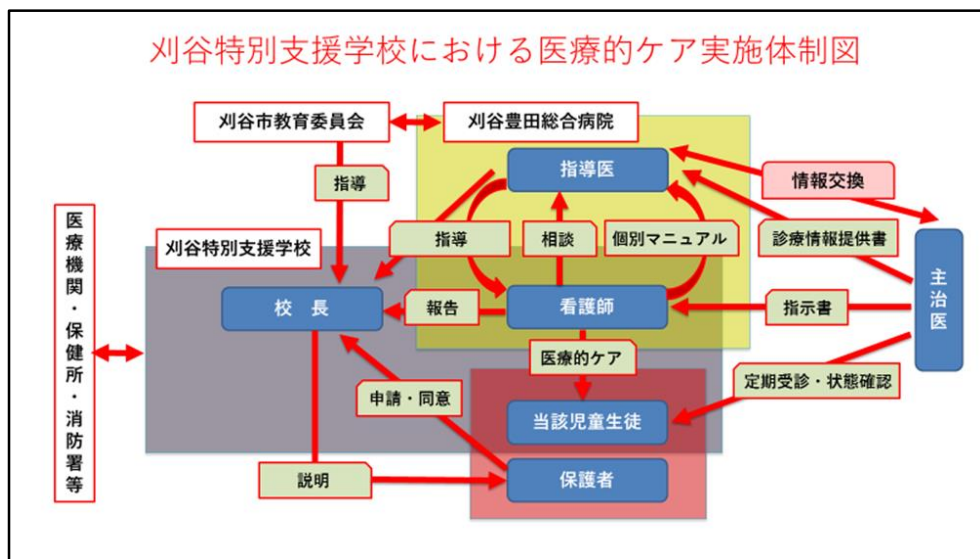 刈谷特別支援学校における医療的ケア実施体制図
刈谷市教育委員会
刈谷豊田総合病院
指導医
情報交換
指導
医療機関・保健所・消防署等
刈谷特別支援学校
指導
相談
個別マニュアル
診療情報提供書
主治医
校 長
報告
看護師
指示書
医療的ケア
定期受診・状態確認
申請・同意
当該児童生徒
説明
保護者